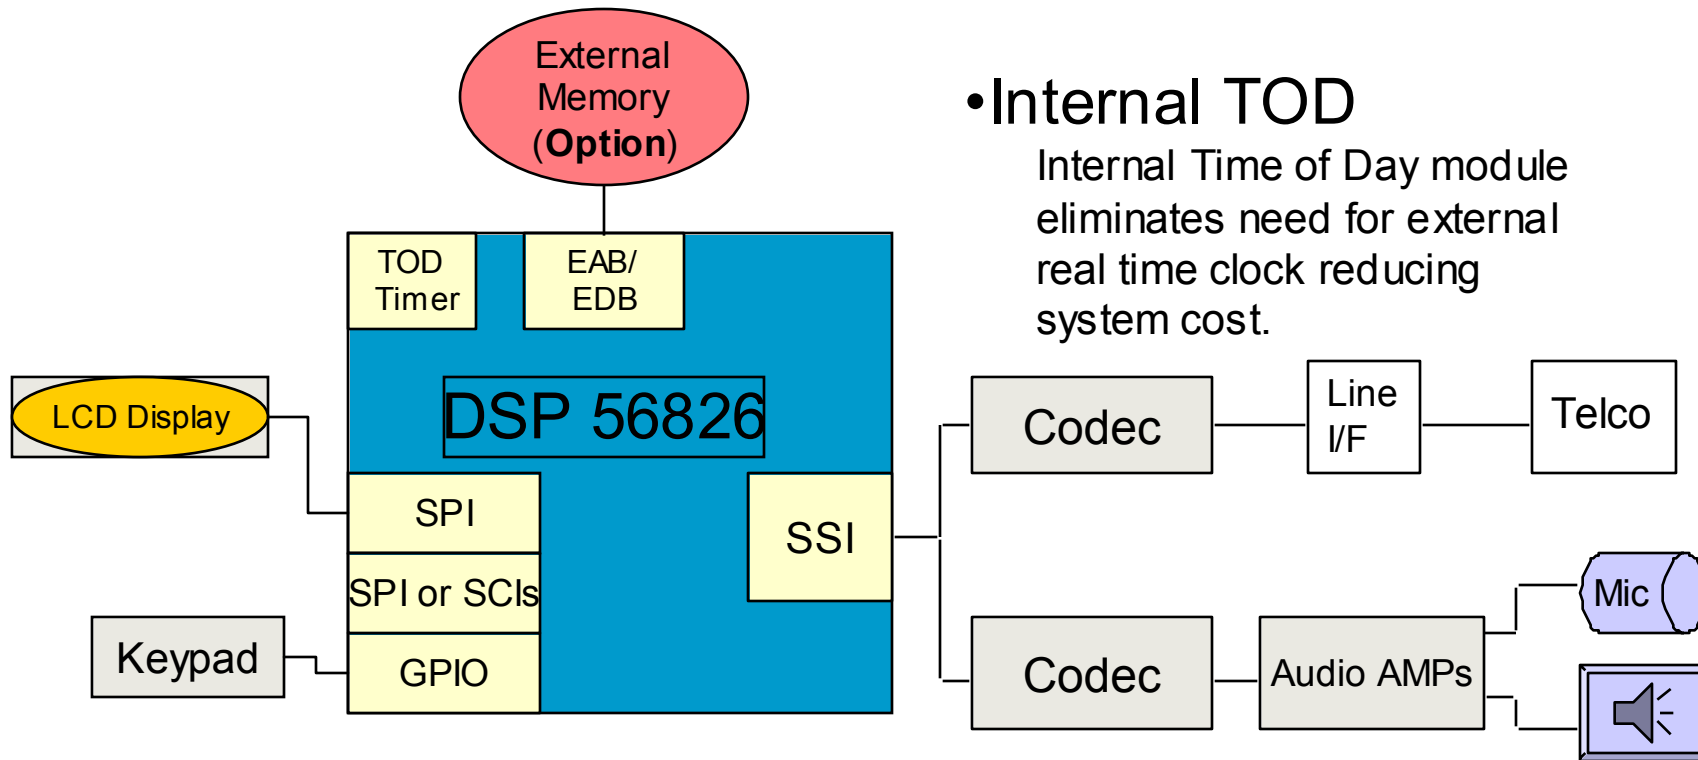 External
Memory
(Option)
•Internal TOD
Internal Time of Day module
eliminates need for external
real time clock reducing
system cost.
TOD
Timer
EAB/
EDB
LCD Display
DSP 56826
Codec
Line
I/F
Telco
SPI
SSI
SPI or SCIs
Mic
Keypad
GPIO
Codec
Audio AMPs